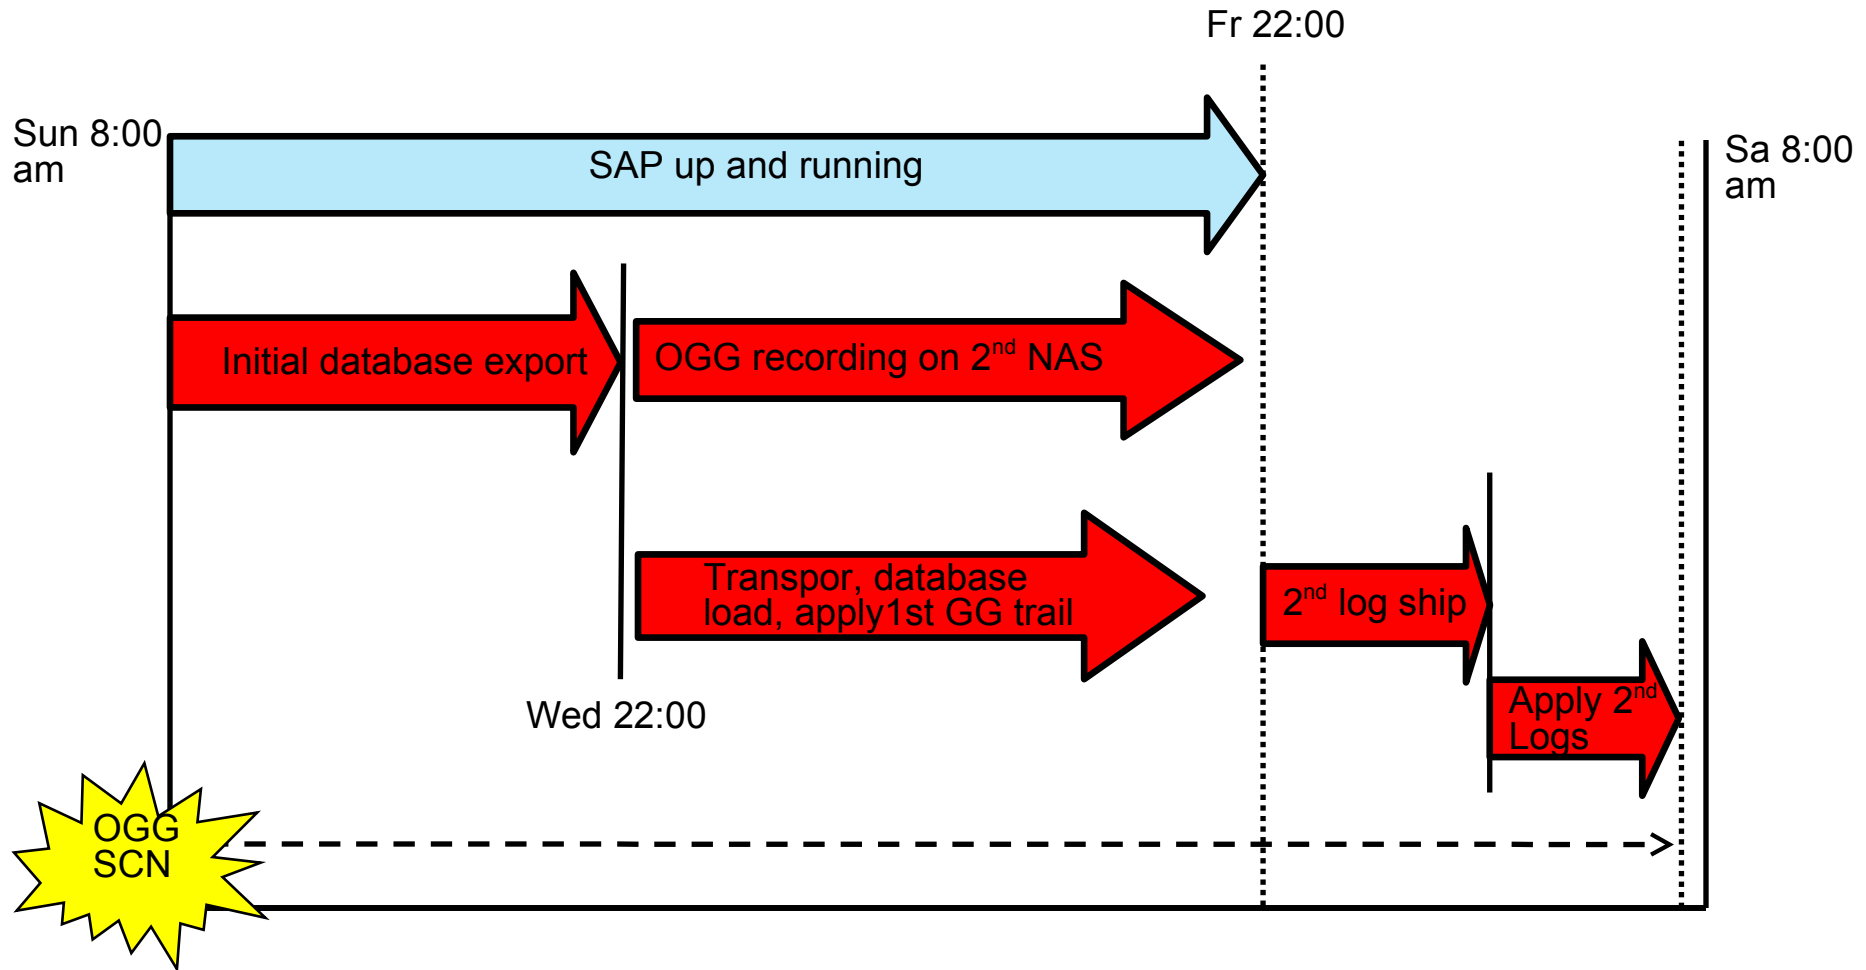 Fr 22:00
Sun 8:00
am
SAP up and running
Sa 8:00
am
Initial database export
OGG recording on 2nd NAS
Transpor, database
load, apply1st GG trail
2nd log ship
Apply 2nd
Logs
Wed 22:00
OGG
SCN